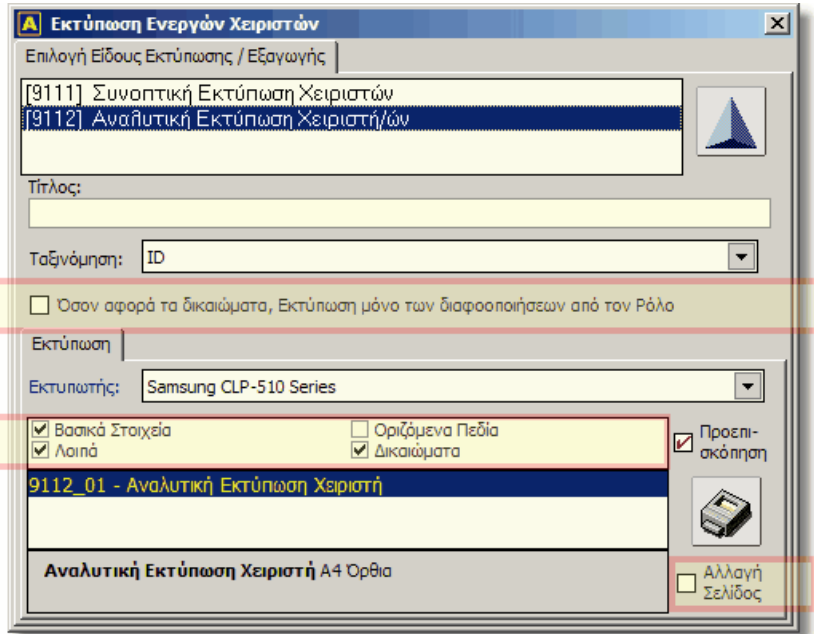 A Εκτύπωση Ενεργών Χειριστών
Επιλογή Είδους Εκτύπωσης / Εξαγωγής
[9111] Συνοπτική Εκτύπωση Χειριστών
[9112] Αναλυτική Εκτύπωση Χειριστή/ών
Τίτλος:
Ταξινόμηση: ID
Όσον αφορά τα δικαιώματα, Εκτύπωση μόνο των διαφοοποιήσεων από τον Ρόλο
Εκτύπωση
Εκτυπωτής: Samsung CLP-510 Series
Βασικά Στοιχεία Οριζόμενα Πεδία
Λοιπά Δικαιώματα
Προεπι-
σκόπηση
9112_01 - Αναλυτική Εκτύπωση Χειριστή
Αναλυτική Εκτύπωση Χειριστή Α4 Όρθια
Αλλαγή
Σελίδος